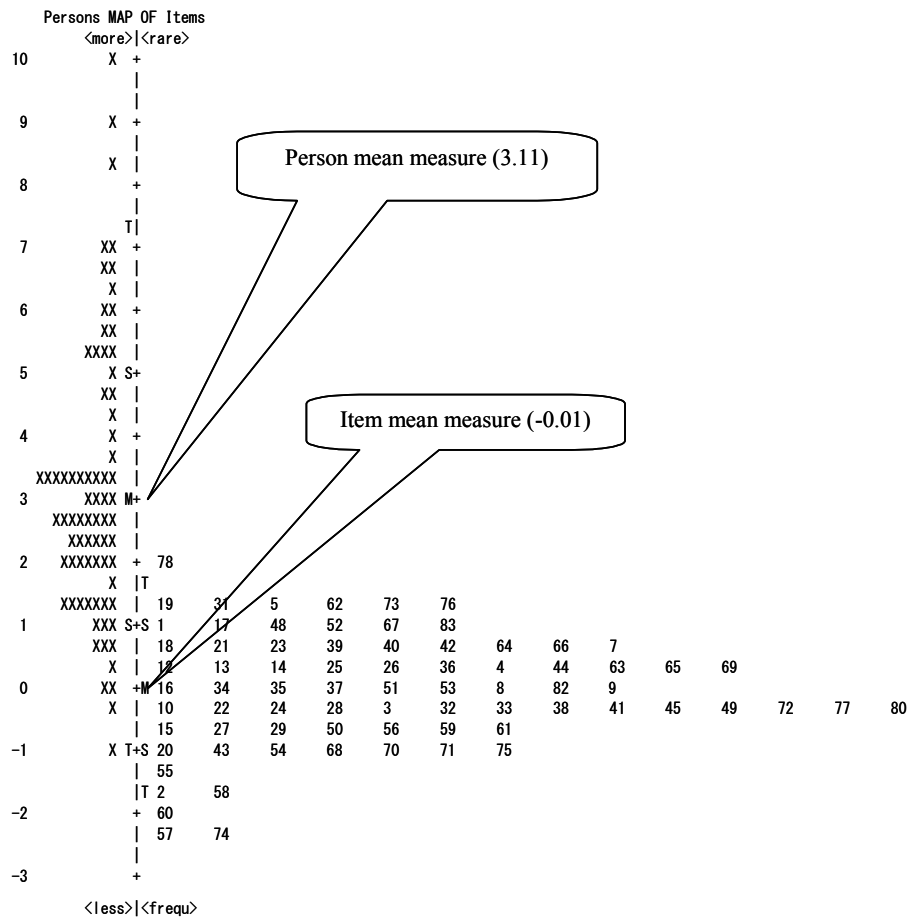 Persons MAP OF Items
<more>|<rare>
10 X +
|
|
9 X +
|
X |
8 +
|
T|
7 XX +
XX |
X |
6 XX +
XX |
XXXX |
5 X S+
XX |
X |
4 X +
X |
XXXXXXXXXX |
3 XXXX M+
XXXXXXXX |
XXXXXX |
2 XXXXXXX + 78
X |T
XXXXXXX | 19 31 5 62 73 76
1 XXX S+S 1 17 48 52 67 83
XXX | 18 21 23 39 40 42 64 66 7
X | 12 13 14 25 26 36 4 44 63 65 69
0 XX +M 16 34 35 37 51 53 8 82 9
X | 10 22 24 28 3 32 33 38 41 45 49 72 77 80
| 15 27 29 50 56 59 61
-1 X T+S 20 43 54 68 70 71 75
| 55
|T 2 58
-2 + 60
| 57 74
|
-3 +
<less>|<frequ>
Person mean measure (3.11)
Item mean measure (-0.01)